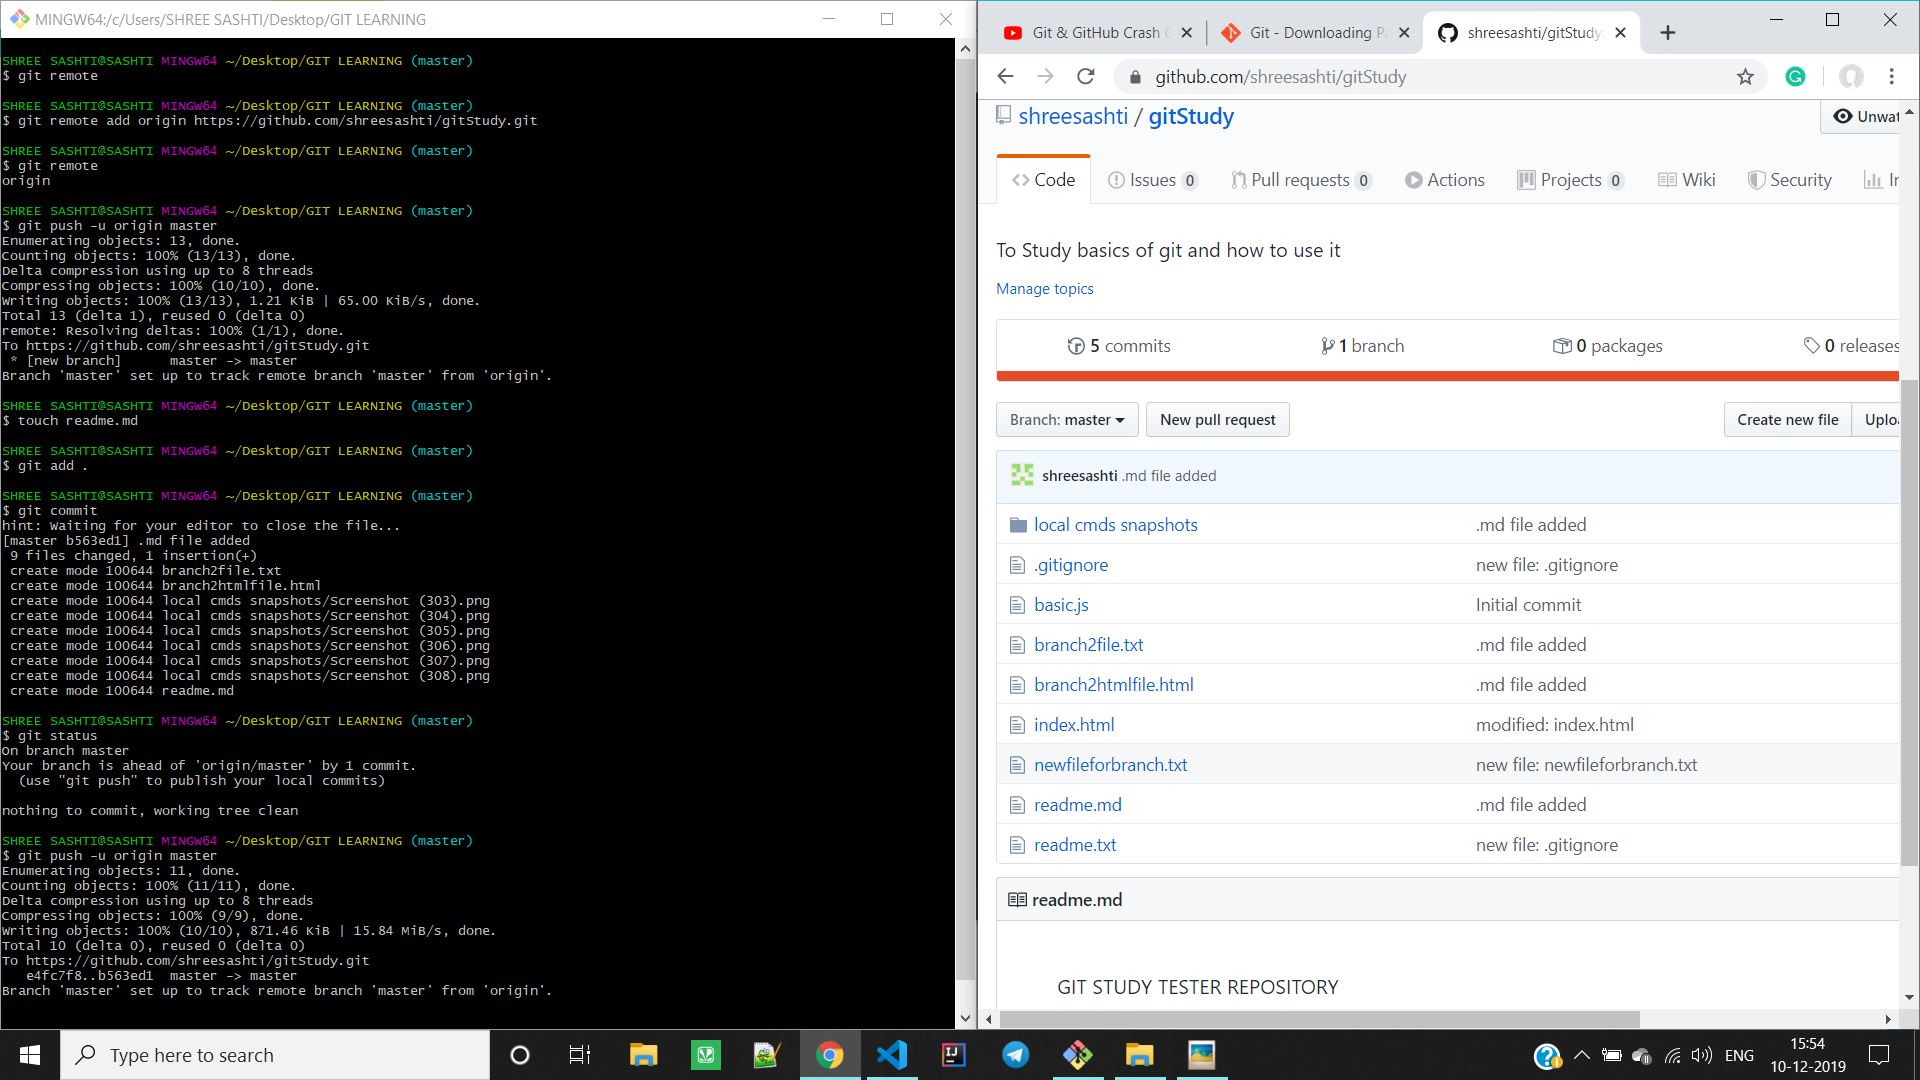 MINGW64:/c/Users/SHREE SASHTI/Desktop/GIT LEARNING
SHREE SASHTI@SASHTI MINGW64 ~/Desktop/GIT LEARNING (master)
$ git remote
SHREE SASHTI@SASHTI MINGW64 ~/Desktop/GIT LEARNING (master)
$ git remote add origin https://github.com/shreesashti/gitStudy.git
SHREE SASHTI@SASHTI MINGW64 ~/Desktop/GIT LEARNING (master)
$ git remote
origin
SHREE SASHTI@SASHTI MINGW64 ~/Desktop/GIT LEARNING (master)
$ git push -u origin master
Enumerating objects: 13, done.
Counting objects: 100% (13/13), done.
Delta compression using up to 8 threads
Compressing objects: 100% (10/10), done.
Writing objects: 100% (13/13), 1.21 KiB | 65.00 KiB/s, done.
Total 13 (delta 1), reused 0 (delta 0)
remote: Resolving deltas: 100% (1/1), done.
To https://github.com/shreesashti/gitStudy.git
* [new branch]      master -> master
Branch 'master' set up to track remote branch 'master' from 'origin'.
SHREE SASHTI@SASHTI MINGW64 ~/Desktop/GIT LEARNING (master)
$ touch readme.md
SHREE SASHTI@SASHTI MINGW64 ~/Desktop/GIT LEARNING (master)
$ git add .
SHREE SASHTI@SASHTI MINGW64 ~/Desktop/GIT LEARNING (master)
$ git commit
hint: Waiting for your editor to close the file...
[master b563ed1] .md file added
9 files changed, 1 insertion(+)
create mode 100644 branch2file.txt
create mode 100644 branch2htmlfile.html
create mode 100644 local cmds snapshots/Screenshot (303).png
create mode 100644 local cmds snapshots/Screenshot (304).png
create mode 100644 local cmds snapshots/Screenshot (305).png
create mode 100644 local cmds snapshots/Screenshot (306).png
create mode 100644 local cmds snapshots/Screenshot (307).png
create mode 100644 local cmds snapshots/Screenshot (308).png
create mode 100644 readme.md
SHREE SASHTI@SASHTI MINGW64 ~/Desktop/GIT LEARNING (master)
$ git status
On branch master
Your branch is ahead of 'origin/master' by 1 commit.
(use "git push" to publish your local commits)
nothing to commit, working tree clean
SHREE SASHTI@SASHTI MINGW64 ~/Desktop/GIT LEARNING (master)
$ git push -u origin master
Enumerating objects: 11, done.
Counting objects: 100% (11/11), done.
Delta compression using up to 8 threads
Compressing objects: 100% (9/9), done.
Writing objects: 100% (10/10), 871.46 KiB | 15.84 MiB/s, done.
Total 10 (delta 0), reused 0 (delta 0)
To https://github.com/shreesashti/gitStudy.git
e4fc7f8..b563ed1  master -> master
Branch 'master' set up to track remote branch 'master' from 'origin'.
Git & GitHub Crash Git - Downloading shreesashti/gitStudy
github.com/shreesashti/gitStudy
shreesashti / gitStudy Unwat
Code Issues 0 Pull requests 0 Actions Projects 0 Wiki Security
To Study basics of git and how to use it
Manage topics
5 commits 1 branch 0 packages 0 releases
Branch: master New pull request Create new file Uploa
shreesashti .md file added
local cmds snapshots .md file added
.gitignore new file: .gitignore
basic.js Initial commit
branch2file.txt .md file added
branch2htmlfile.html .md file added
index.html modified: index.html
newfileforbranch.txt new file: newfileforbranch.txt
readme.md .md file added
readme.txt new file: .gitignore
readme.md
GIT STUDY TESTER REPOSITORY
Type here to search
ENG
15:54
10-12-2019